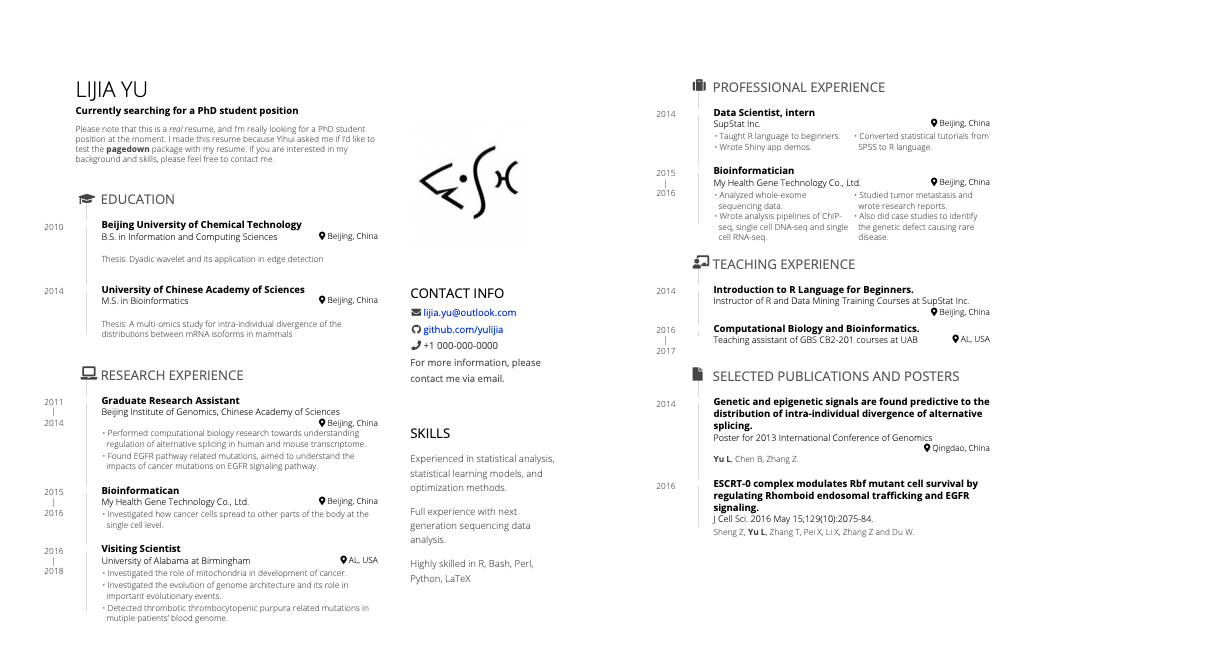 LIJIA YU
Currently searching for a PhD student position
Please note that this is a real resume, and I'm really looking for a PhD student
position at the moment. I made this resume because Yihui asked me if I'd like to
test the pagedown package with my resume. If you are interested in my
background and skills, please feel free to contact me.
EDUCATION
2010
Beijing University of Chemical Technology
B.S. in Information and Computing Sciences
Beijing, China
Thesis: Dyadic wavelet and its application in edge detection
2014
University of Chinese Academy of Sciences
M.S. in Bioinformatics
Beijing, China
Thesis: A multi-omics study for intra-individual divergence of the
distributions between mRNA isoforms in mammals
RESEARCH EXPERIENCE
2011
|
2014
Graduate Research Assistant
Beijing Institute of Genomics, Chinese Academy of Sciences
Beijing, China
• Performed computational biology research towards understanding
regulation of alternative splicing in human and mouse transcriptome.
• Found EGFR pathway related mutations, aimed to understand the
impacts of cancer mutations on EGFR signaling pathway.
2015
|
2016
Bioinformatican
My Health Gene Technology Co., Ltd.
Beijing, China
• Investigated how cancer cells spread to other parts of the body at the
single cell level.
2016
|
2018
Visiting Scientist
University of Alabama at Birmingham
AL, USA
• Investigated the role of mitochondria in development of cancer.
• Investigated the evolution of genome architecture and its role in
important evolutionary events.
• Detected thrombotic thrombocytopenic purpura related mutations in
mutiple patients' blood genome.
CONTACT INFO
lijia.yu@outlook.com
github.com/yulijia
+1 000-000-0000
For more information, please
contact me via email.
SKILLS
Experienced in statistical analysis,
statistical learning models, and
optimization methods.
Full experience with next
generation sequencing data
analysis.
Highly skilled in R, Bash, Perl,
Python, LaTeX
PROFESSIONAL EXPERIENCE
2014
Data Scientist, intern
SupStat Inc.
Beijing, China
• Taught R language to beginners.
• Wrote Shiny app demos.
• Converted statistical tutorials from
SPSS to R language.
2015
|
2016
Bioinformatician
My Health Gene Technology Co., Ltd.
Beijing, China
• Analyzed whole-exome
sequencing data.
• Wrote analysis pipelines of ChIP-
seq, single cell DNA-seq and single
cell RNA-seq.
• Studied tumor metastasis and
wrote research reports.
• Also did case studies to identify
the genetic defect causing rare
disease.
TEACHING EXPERIENCE
2014
Introduction to R Language for Beginners.
Instructor of R and Data Mining Training Courses at SupStat Inc.
Beijing, China
2016
|
2017
Computational Biology and Bioinformatics.
Teaching assistant of GBS CB2-201 courses at UAB
AL, USA
SELECTED PUBLICATIONS AND POSTERS
2014
Genetic and epigenetic signals are found predictive to the
distribution of intra-individual divergence of alternative
splicing.
Poster for 2013 International Conference of Genomics
Qingdao, China
Yu L, Chen B, Zhang Z.
2016
ESCRT-0 complex modulates Rbf mutant cell survival by
regulating Rhomboid endosomal trafficking and EGFR
signaling.
J Cell Sci. 2016 May 15;129(10):2075-84.
Sheng Z, Yu L, Zhang T, Pei X, Li X, Zhang Z and Du W.